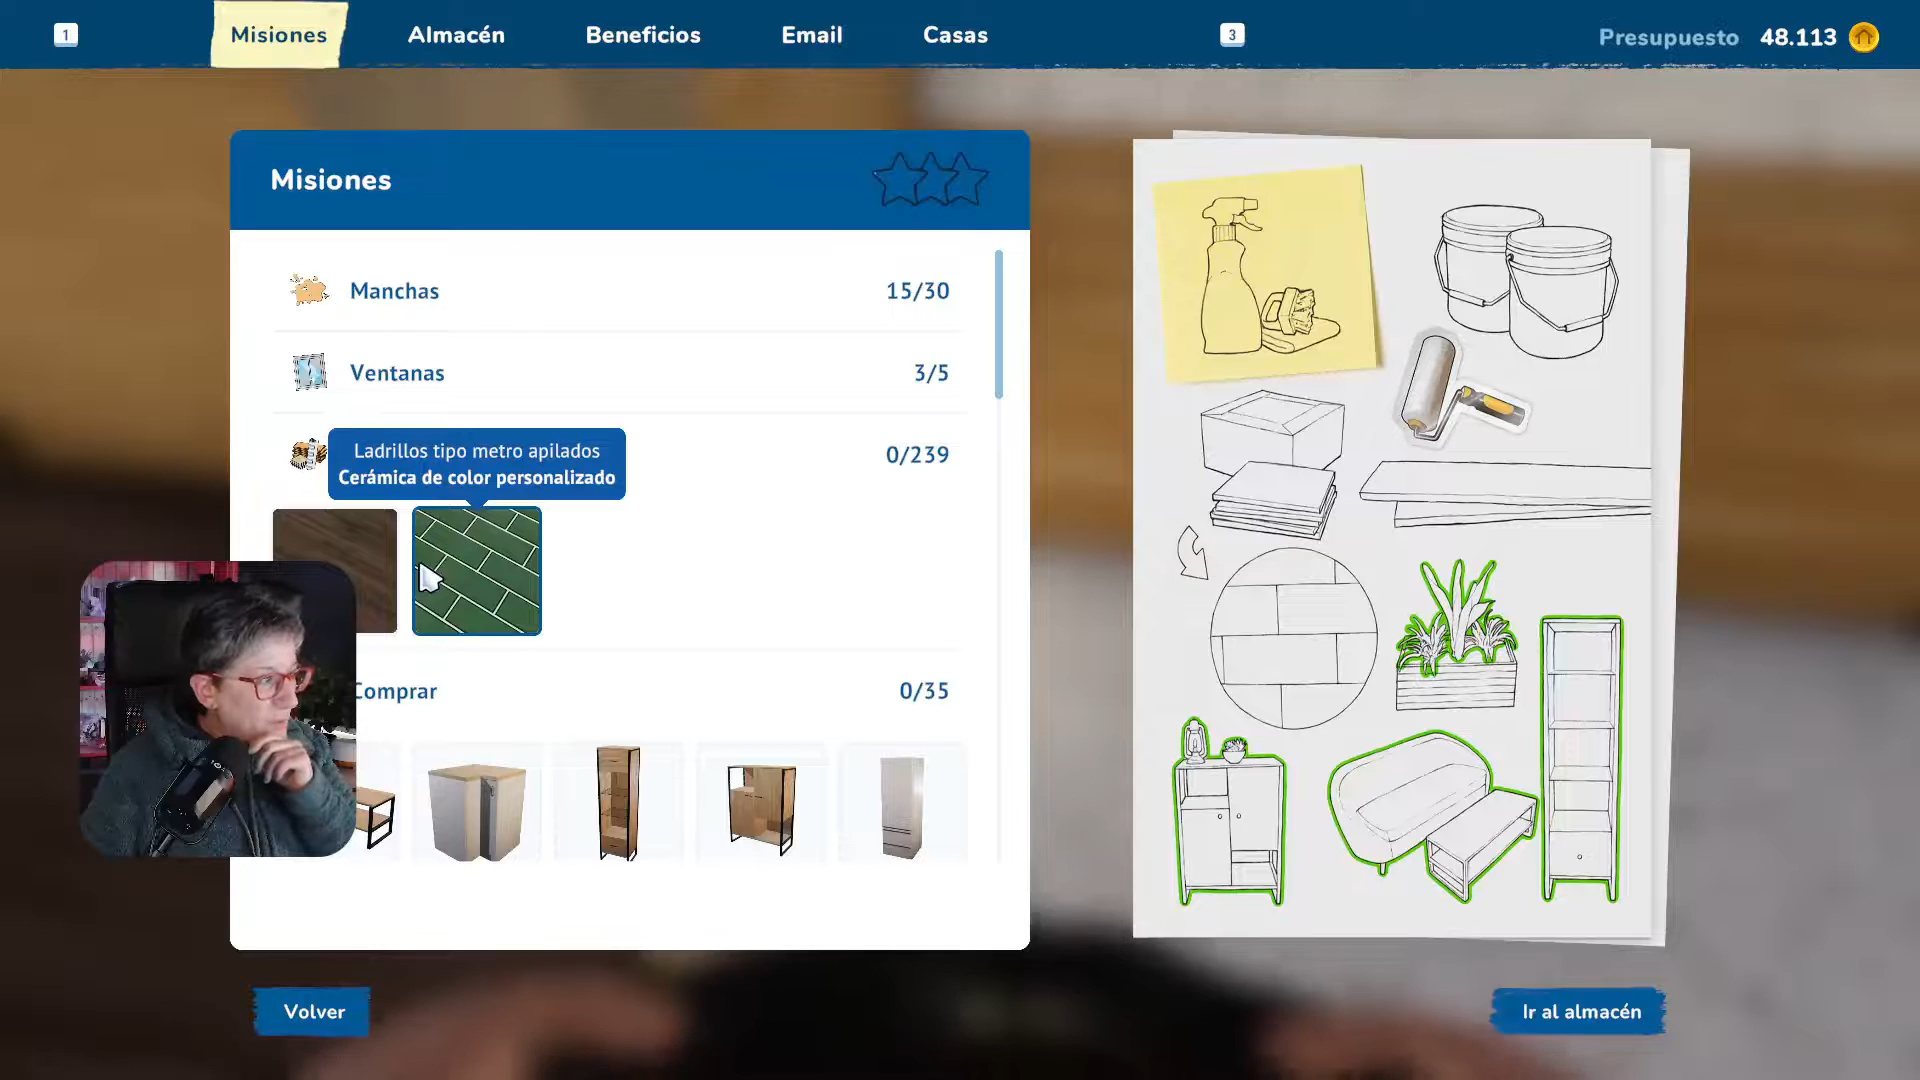 1
Misiones
Almacén
Beneficios
Email
Casas
3
Presupuesto 48.113
Misiones
Manchas 15/30
Ventanas 3/5
Ladrillos tipo metro apilados
Cerámica de color personalizado
0/239
Comprar 0/35
Volver
Ir al almacén